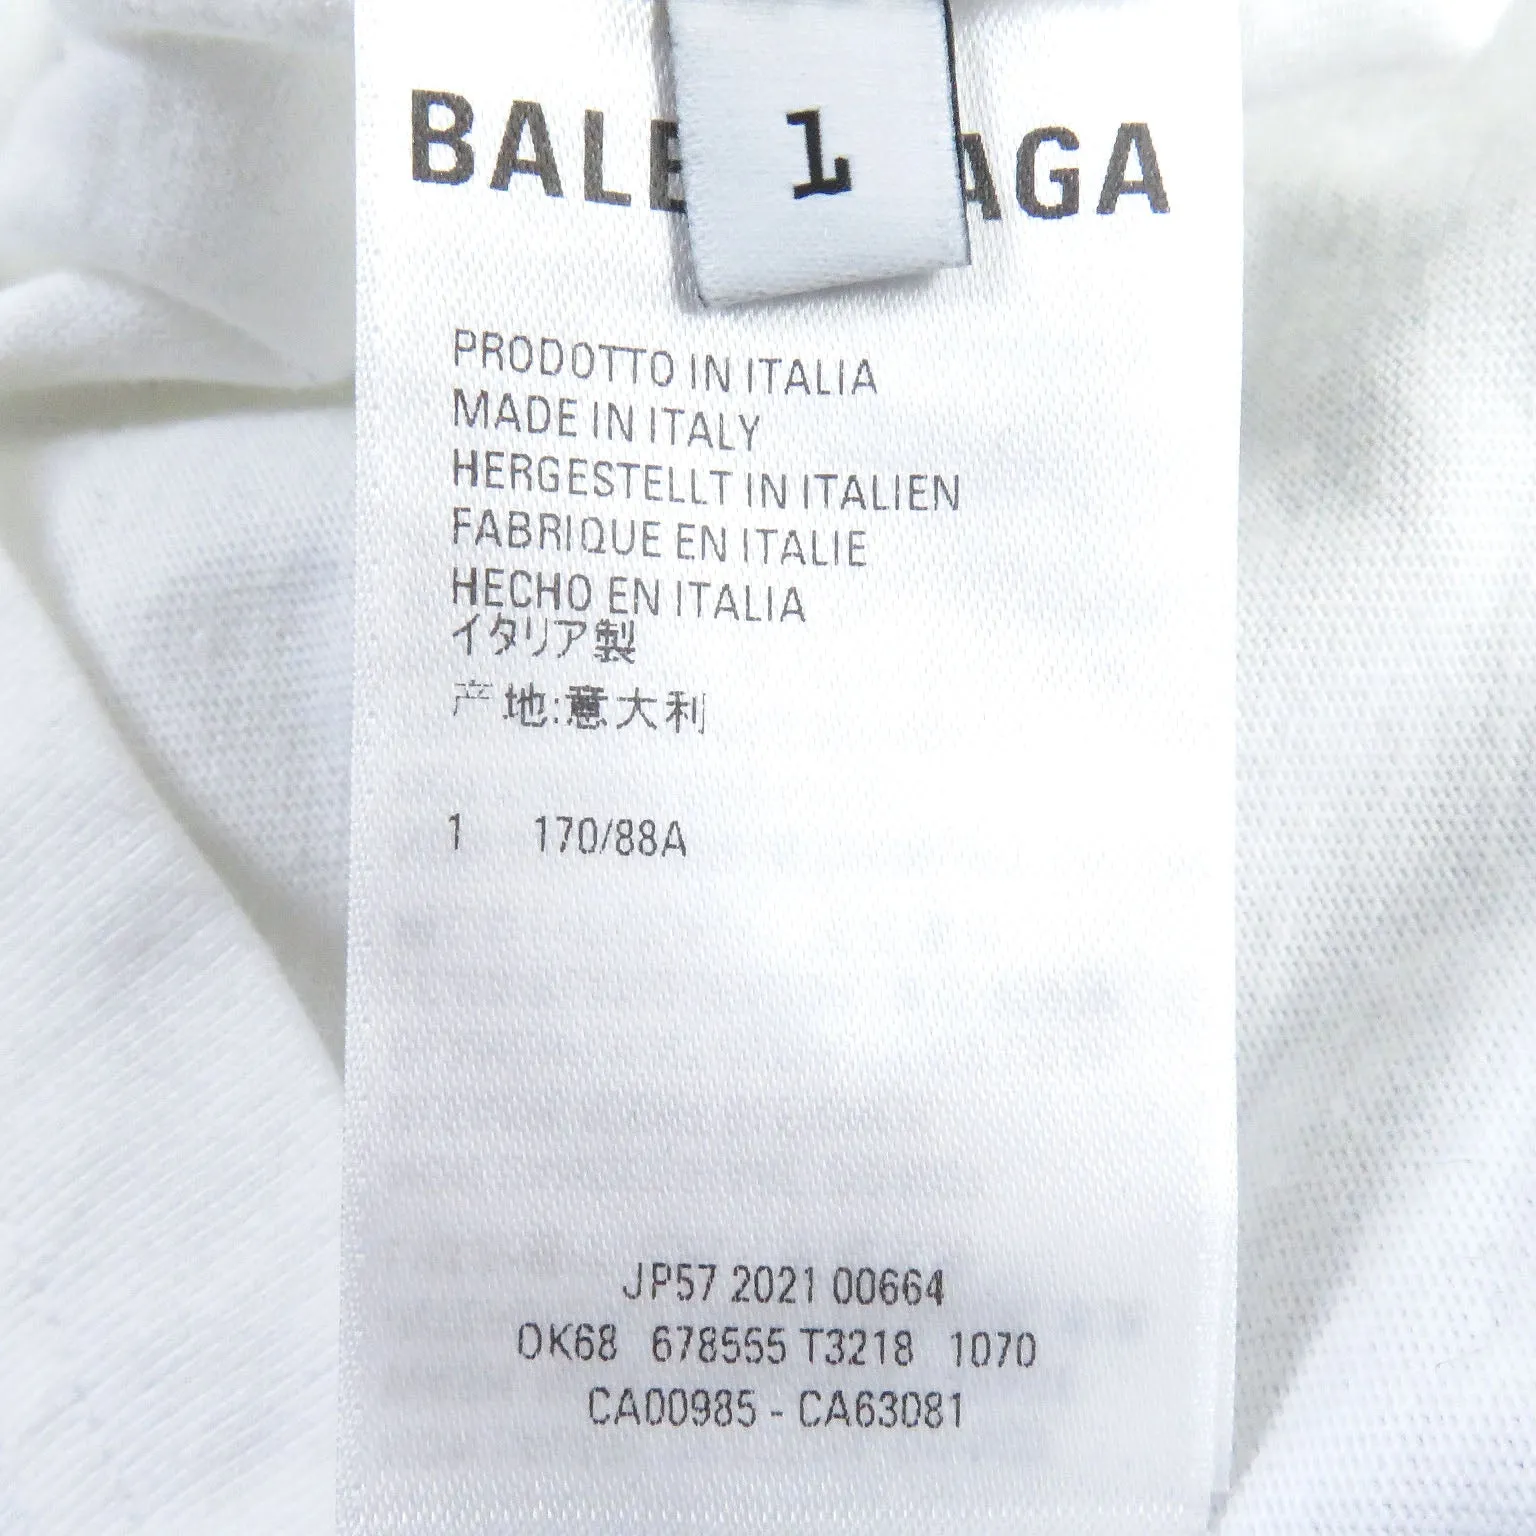 1
BALE AGA
PRODOTTO IN ITALIA
MADE IN ITALY
HERGESTELLT IN ITALIEN
FABRIQUE EN ITALIE
HECHO EN ITALIA
イタリア製
产地:意大利
1 170/88A
JP57 2021 00664
OK68 678555 T3218 1070
CA00985 - CA63081